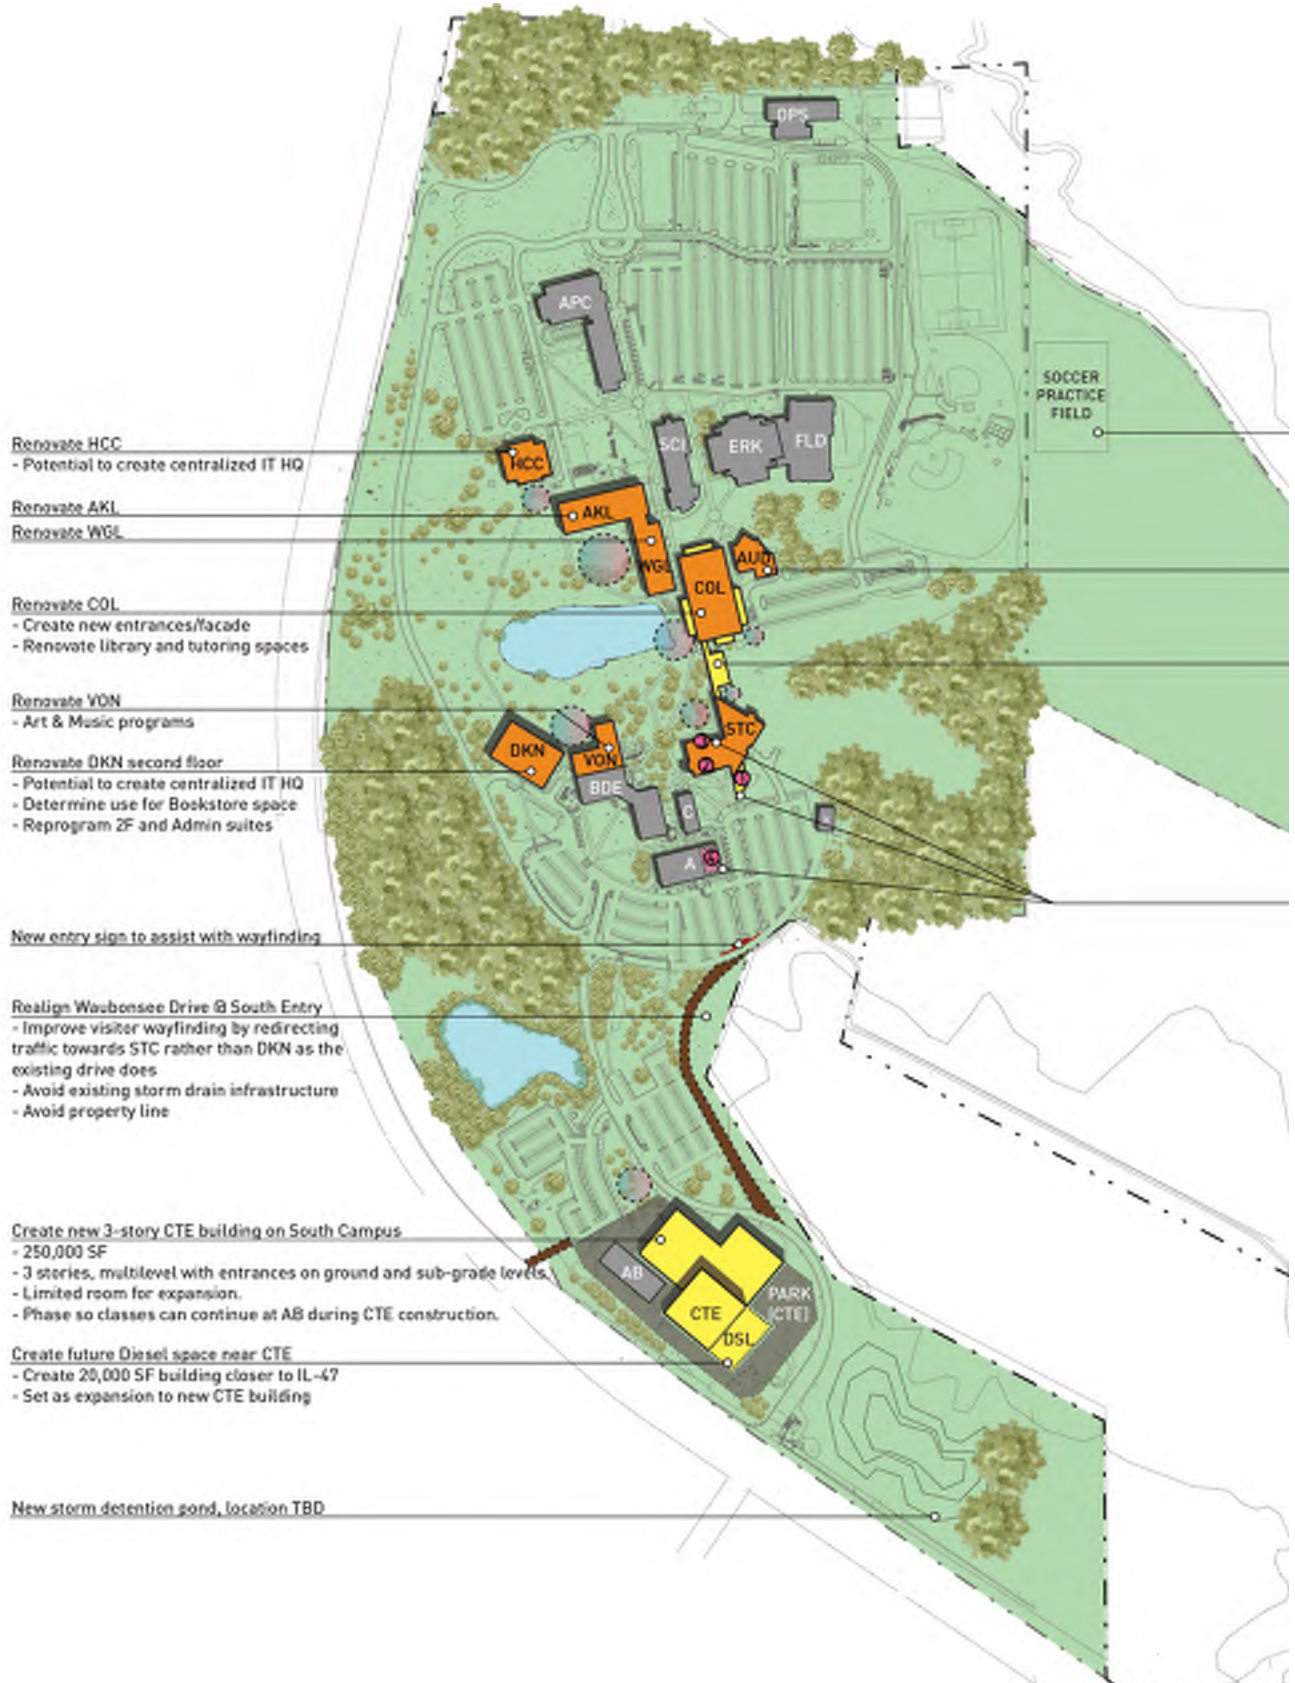 DPS
APC
SOCCER
PRACTICE
FIELD
Renovate HCC
- Potential to create centralized IT HQ
HCC
SCI
ERK
FLD
Renovate AKL
AKL
Renovate WGL
WGL
AUD
COL
Renovate COL
- Create new entrances/facade
- Renovate library and tutoring spaces
Renovate VON
- Art & Music programs
STC
DKN
VON
Renovate DKN second floor
- Potential to create centralized IT HQ
- Determine use for Bookstore space
- Reprogram 2F and Admin suites
BDE
C
A
New entry sign to assist with wayfinding
Realign Waubonsee Drive @ South Entry
- Improve visitor wayfinding by redirecting
traffic towards STC rather than DKN as the
existing drive does
- Avoid existing storm drain infrastructure
- Avoid property line
Create new 3-story CTE building on South Campus
- 250,000 SF
- 3 stories, multilevel with entrances on ground and sub-grade levels.
- Limited room for expansion.
- Phase so classes can continue at AB during CTE construction.
AB
PARK
(CTE)
CTE
DSL
Create future Diesel space near CTE
- Create 20,000 SF building closer to IL-47
- Set as expansion to new CTE building
New storm detention pond, location TBD